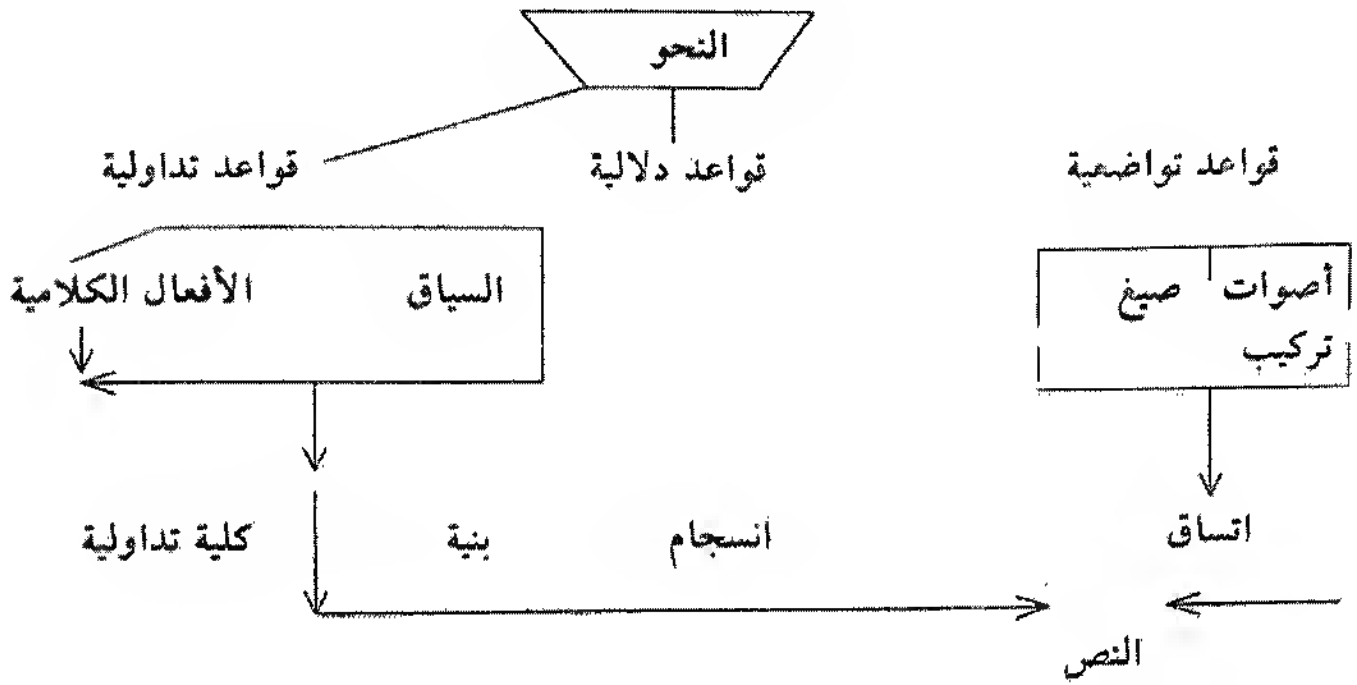 النحو
قواعد تواضعية قواعد دلالية قواعد تداولية
أصوات صيغ السياق الأفعال الكلامية
تركيب
اتساق انسجام بنية كلية تداولية
النص